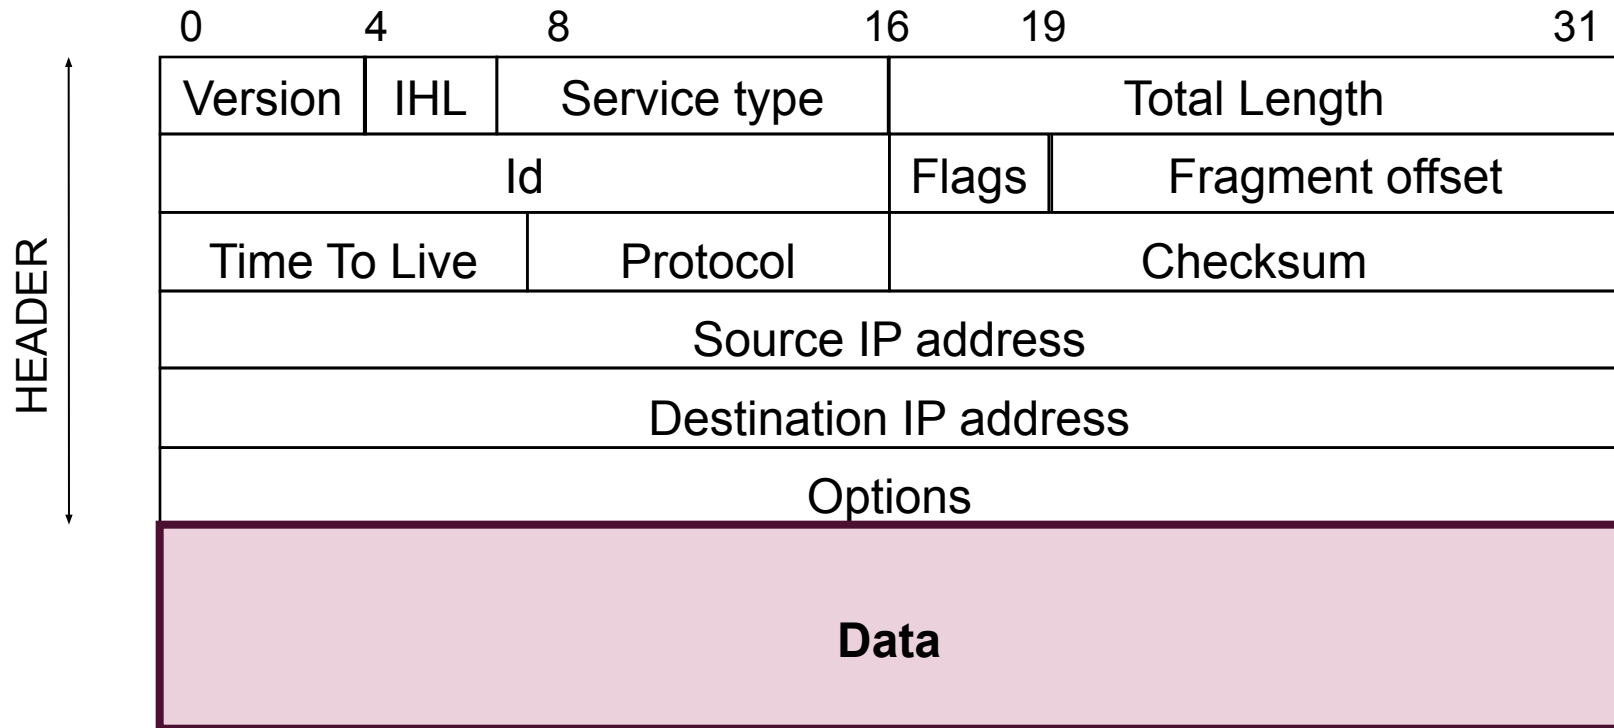 0 4 8 16 19 31
Version IHL Service type Total Length
Id Flags Fragment offset
Time To Live Protocol Checksum
Source IP address
Destination IP address
Options
HEADER
Data